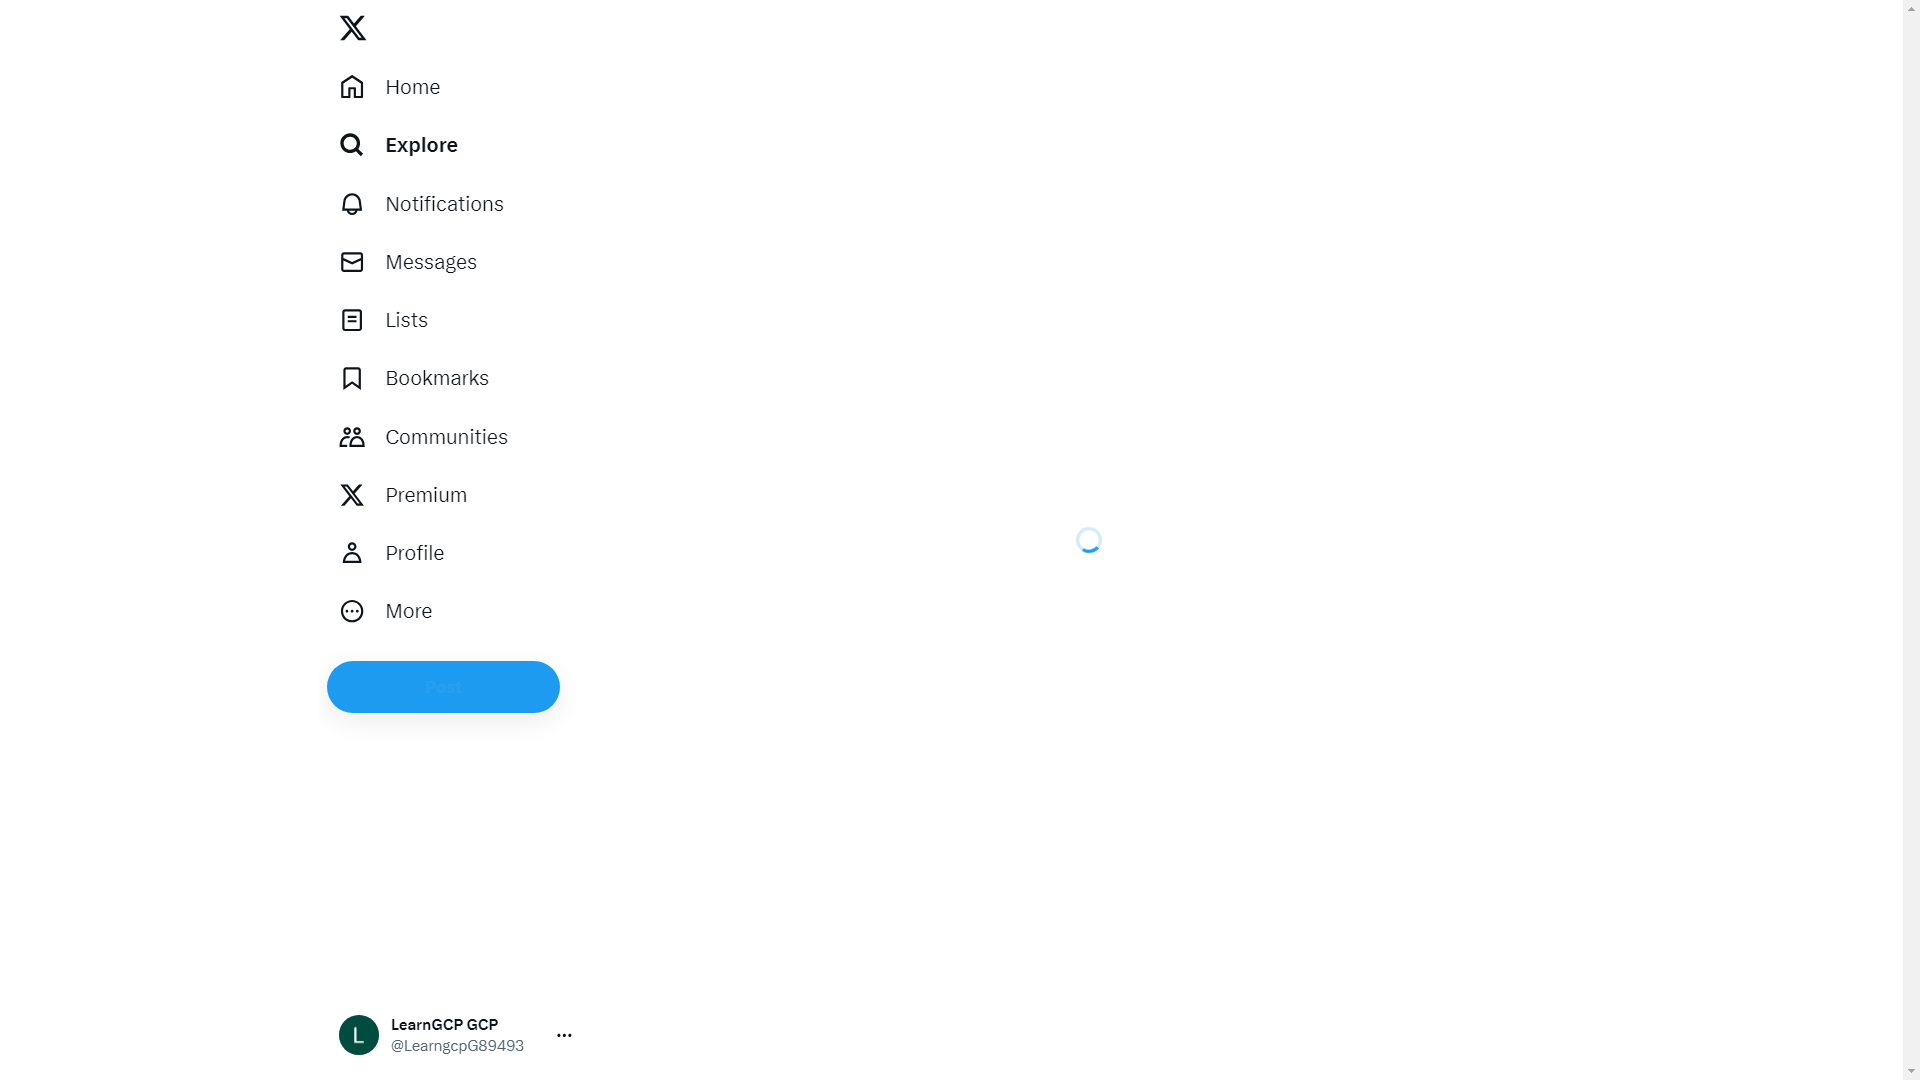 Home
Explore
Notifications
Messages
Lists
Bookmarks
Communities
Premium
Profile
More
Post
L
LearnGCP GCP
@LearngcpG89493